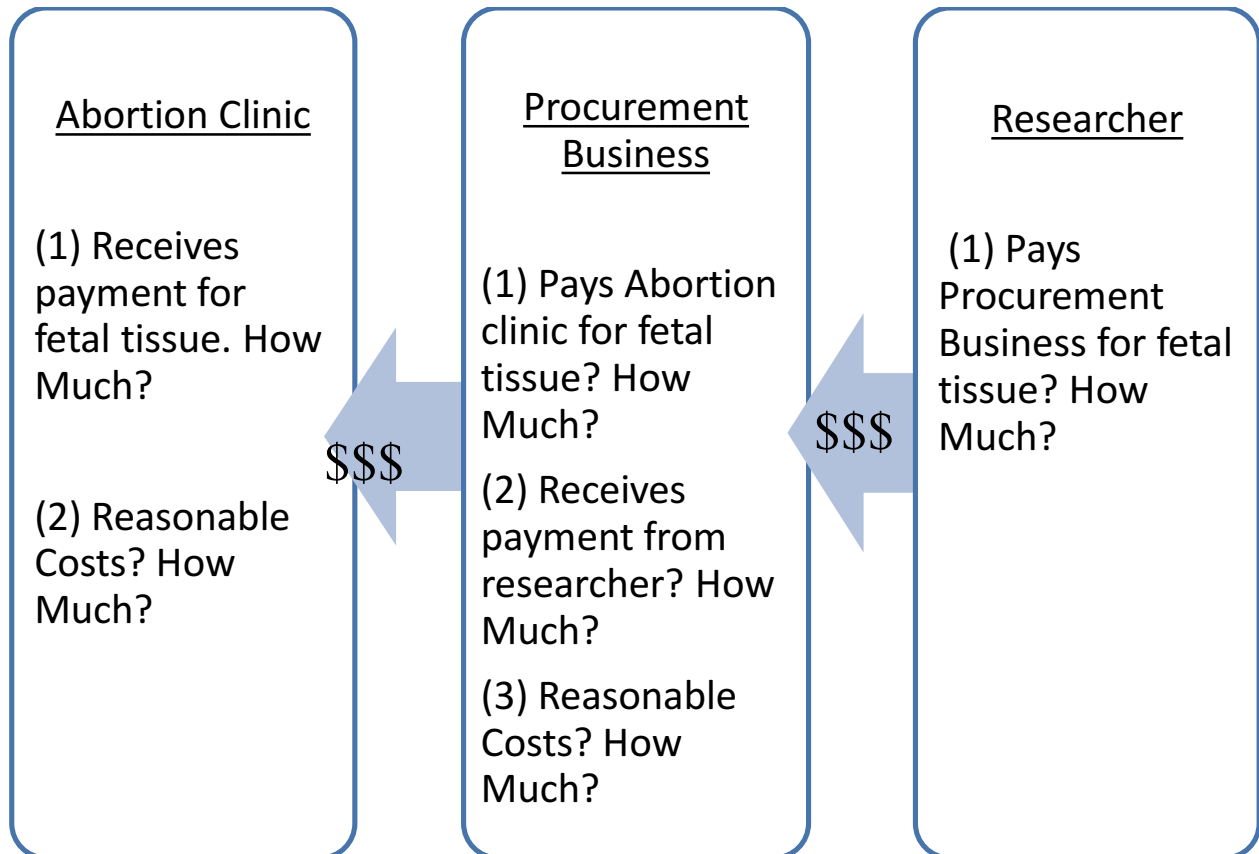 Abortion Clinic
(1) Receives
payment for
fetal tissue. How
Much?
(2) Reasonable
Costs? How
Much?
$$$
Procurement
Business
(1) Pays Abortion
clinic for fetal
tissue? How
Much?
(2) Receives
payment from
researcher? How
Much?
(3) Reasonable
Costs? How
Much?
$$$
Researcher
(1) Pays
Procurement
Business for fetal
tissue? How
Much?